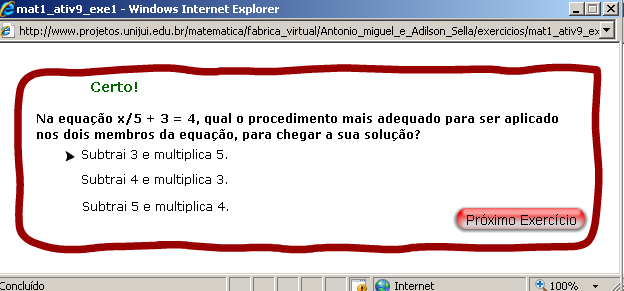 mat1_ativ9_exe1 - Windows Internet Explorer
http://www.projetos.unijui.edu.br/matematica/fabrica_virtual/Antonio_miguel_e_Adilson_Sella/exercicios/mat1_ativ9_ex
Certo!
Na equação x/5 + 3 = 4, qual o procedimento mais adequado para ser aplicado
nos dois membros da equação, para chegar a sua solução?
Subtrai 3 e multiplica 5.
Subtrai 4 e multiplica 3.
Subtrai 5 e multiplica 4.
Próximo Exercício
Concluído Internet 100%